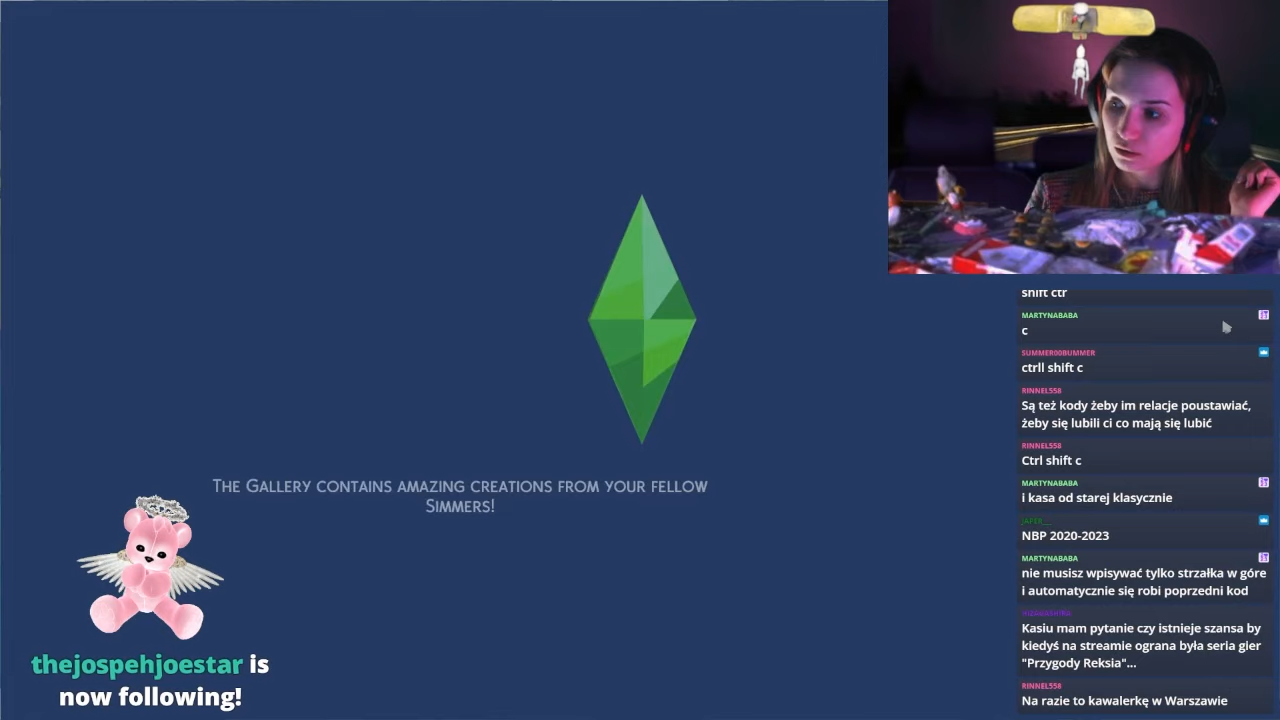 THE GALLERY CONTAINS AMAZING CREATIONS FROM YOUR FELLOW
SIMMERS!
thejospehjoestar is
now following!
shift ctr
MARTYNABABA
c
SUMMER00BUMMER
ctrll shift c
RINNEL558
Są też kody żeby im relacje poustawiać,
żeby się lubili ci co mają się lubić
RINNEL558
Ctrl shift c
MARTYNABABA
i kasa od starej klasycznie
NBP 2020-2023
MARTYNABABA
nie musisz wpisywać tylko strzałka w góre
i automatycznie się robi poprzedni kod
Kasiu mam pytanie czy istnieje szansa by
kiedyś na streamie ograna była seria gier
"Przygody Reksia"...
RINNEL558
Na razie to kawalerkę w Warszawie